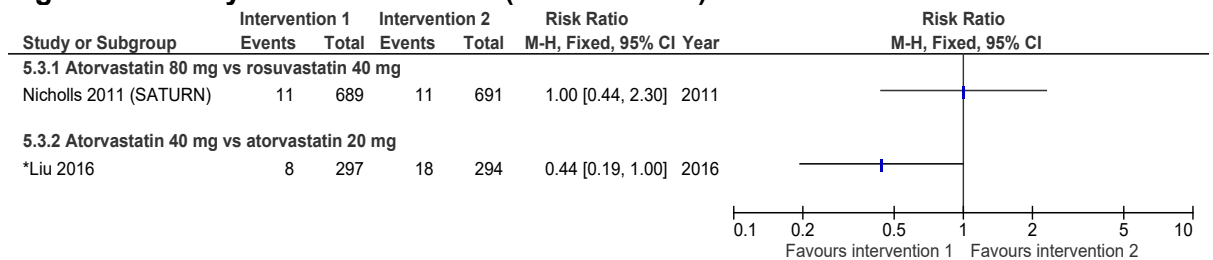 Intervention 1 Intervention 2 Risk Ratio Risk Ratio
Study or Subgroup Events Total Events Total M-H, Fixed, 95% CI Year M-H, Fixed, 95% CI
5.3.1 Atorvastatin 80 mg vs rosuvastatin 40 mg
Nicholls 2011 (SATURN) 11 689 11 691 1.00 [0.44, 2.30] 2011
5.3.2 Atorvastatin 40 mg vs atorvastatin 20 mg
*Liu 2016 8 297 18 294 0.44 [0.19, 1.00] 2016
0.1 0.2 0.5 1 2 5 10
Favours intervention 1 Favours intervention 2